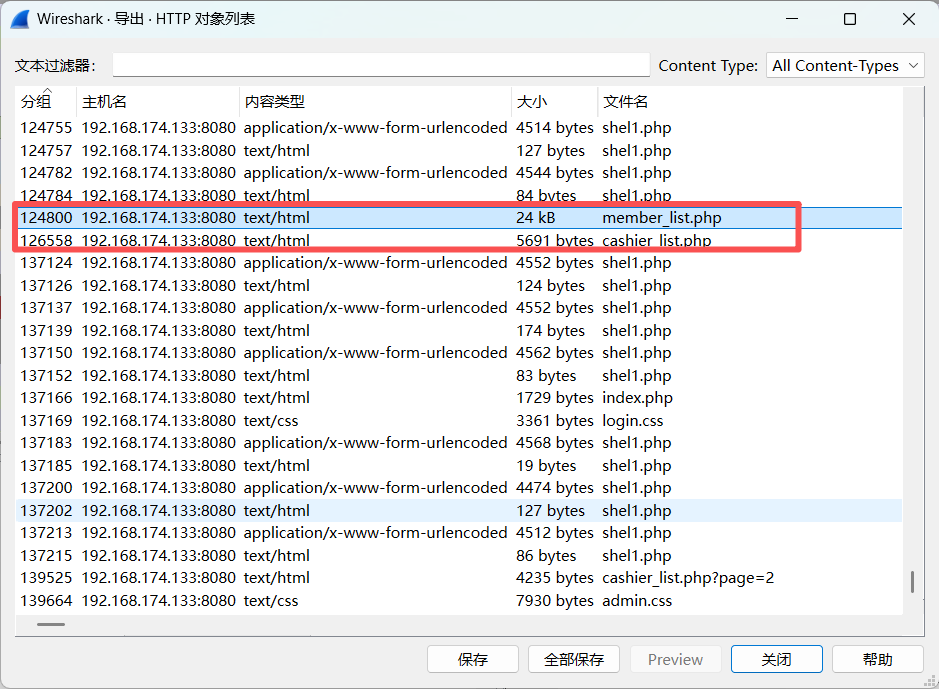 Wireshark · 导出 · HTTP 对象列表
文本过滤器: Content Type: All Content-Types
分组 主机名 内容类型 大小 文件名
124755 192.168.174.133:8080 application/x-www-form-urlencoded 4514 bytes shel1.php
124757 192.168.174.133:8080 text/html 127 bytes shel1.php
124782 192.168.174.133:8080 application/x-www-form-urlencoded 4544 bytes shel1.php
124784 192.168.174.133:8080 text/html 84 bytes shel1.php
124800 192.168.174.133:8080 text/html 24 kB member_list.php
126558 192.168.174.133:8080 text/html 5691 bytes cashier_list.php
137124 192.168.174.133:8080 application/x-www-form-urlencoded 4552 bytes shel1.php
137126 192.168.174.133:8080 text/html 124 bytes shel1.php
137137 192.168.174.133:8080 application/x-www-form-urlencoded 4552 bytes shel1.php
137139 192.168.174.133:8080 text/html 174 bytes shel1.php
137150 192.168.174.133:8080 application/x-www-form-urlencoded 4562 bytes shel1.php
137152 192.168.174.133:8080 text/html 83 bytes shel1.php
137166 192.168.174.133:8080 text/html 1729 bytes index.php
137169 192.168.174.133:8080 text/css 3361 bytes login.css
137183 192.168.174.133:8080 application/x-www-form-urlencoded 4568 bytes shel1.php
137185 192.168.174.133:8080 text/html 19 bytes shel1.php
137200 192.168.174.133:8080 application/x-www-form-urlencoded 4474 bytes shel1.php
137202 192.168.174.133:8080 text/html 127 bytes shel1.php
137213 192.168.174.133:8080 application/x-www-form-urlencoded 4512 bytes shel1.php
137215 192.168.174.133:8080 text/html 86 bytes shel1.php
139525 192.168.174.133:8080 text/html 4235 bytes cashier_list.php?page=2
139664 192.168.174.133:8080 text/css 7930 bytes admin.css
保存 全部保存 Preview 关闭 帮助